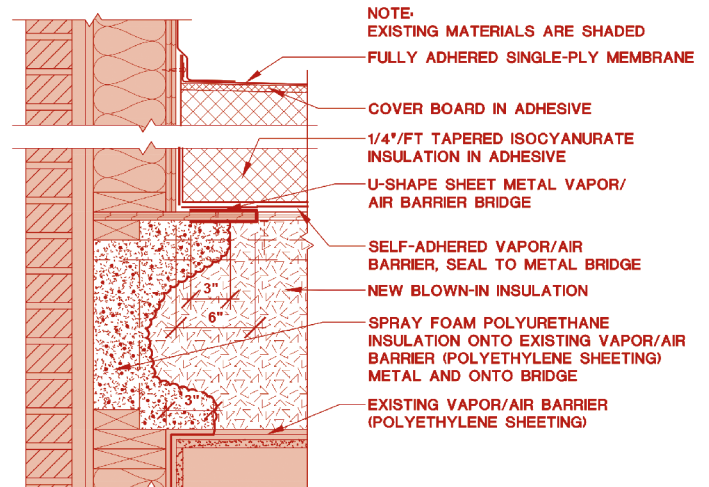 NOTE:
EXISTING MATERIALS ARE SHADED
FULLY ADHERED SINGLE-PLY MEMBRANE
COVER BOARD IN ADHESIVE
1/4"/FT TAPERED ISOCYANURATE
INSULATION IN ADHESIVE
U-SHAPE SHEET METAL VAPOR/
AIR BARRIER BRIDGE
SELF-ADHERED VAPOR/AIR
BARRIER, SEAL TO METAL BRIDGE
NEW BLOWN-IN INSULATION
3"
6"
SPRAY FOAM POLYURETHANE
INSULATION ONTO EXISTING VAPOR/AIR
BARRIER (POLYETHYLENE SHEETING)
METAL AND ONTO BRIDGE
3"
EXISTING VAPOR/AIR BARRIER
(POLYETHYLENE SHEETING)